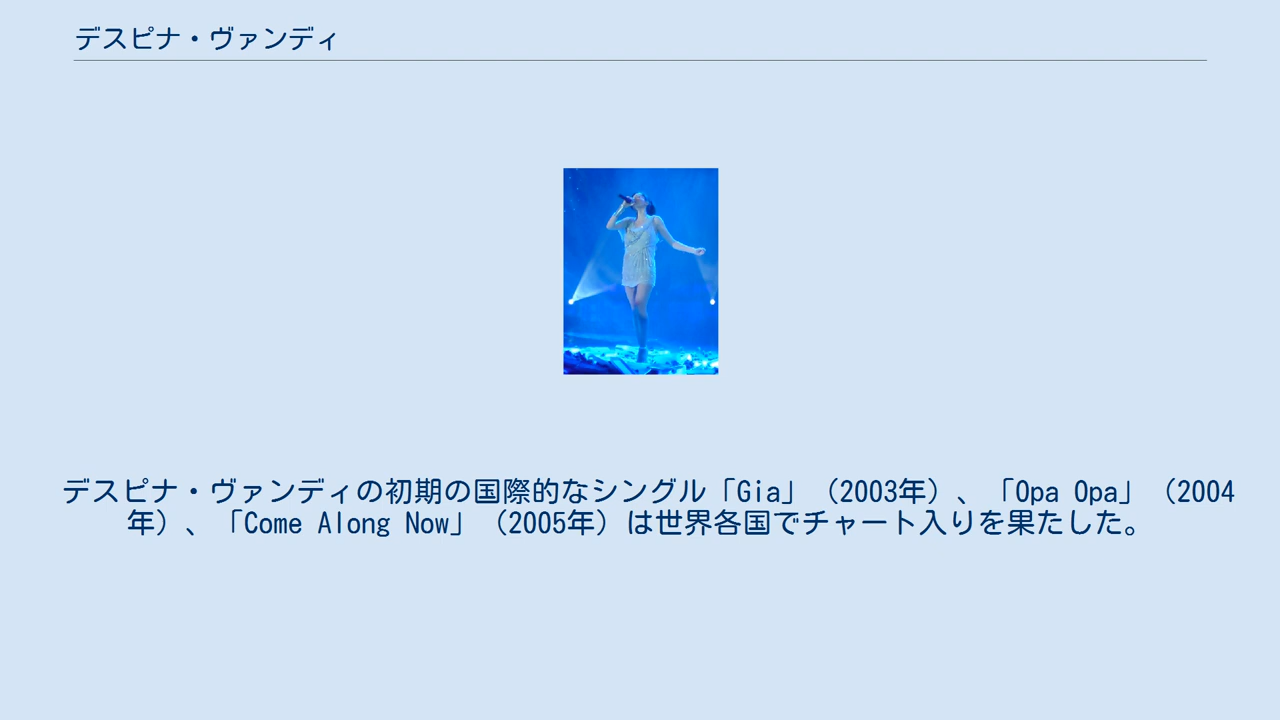 デスピナ・ヴァンディ
デスピナ・ヴァンディの初期の国際的なシングル「Gia」（2003年）、「Opa Opa」（2004
年）、「Come Along Now」（2005年）は世界各国でチャート入りを果たした。